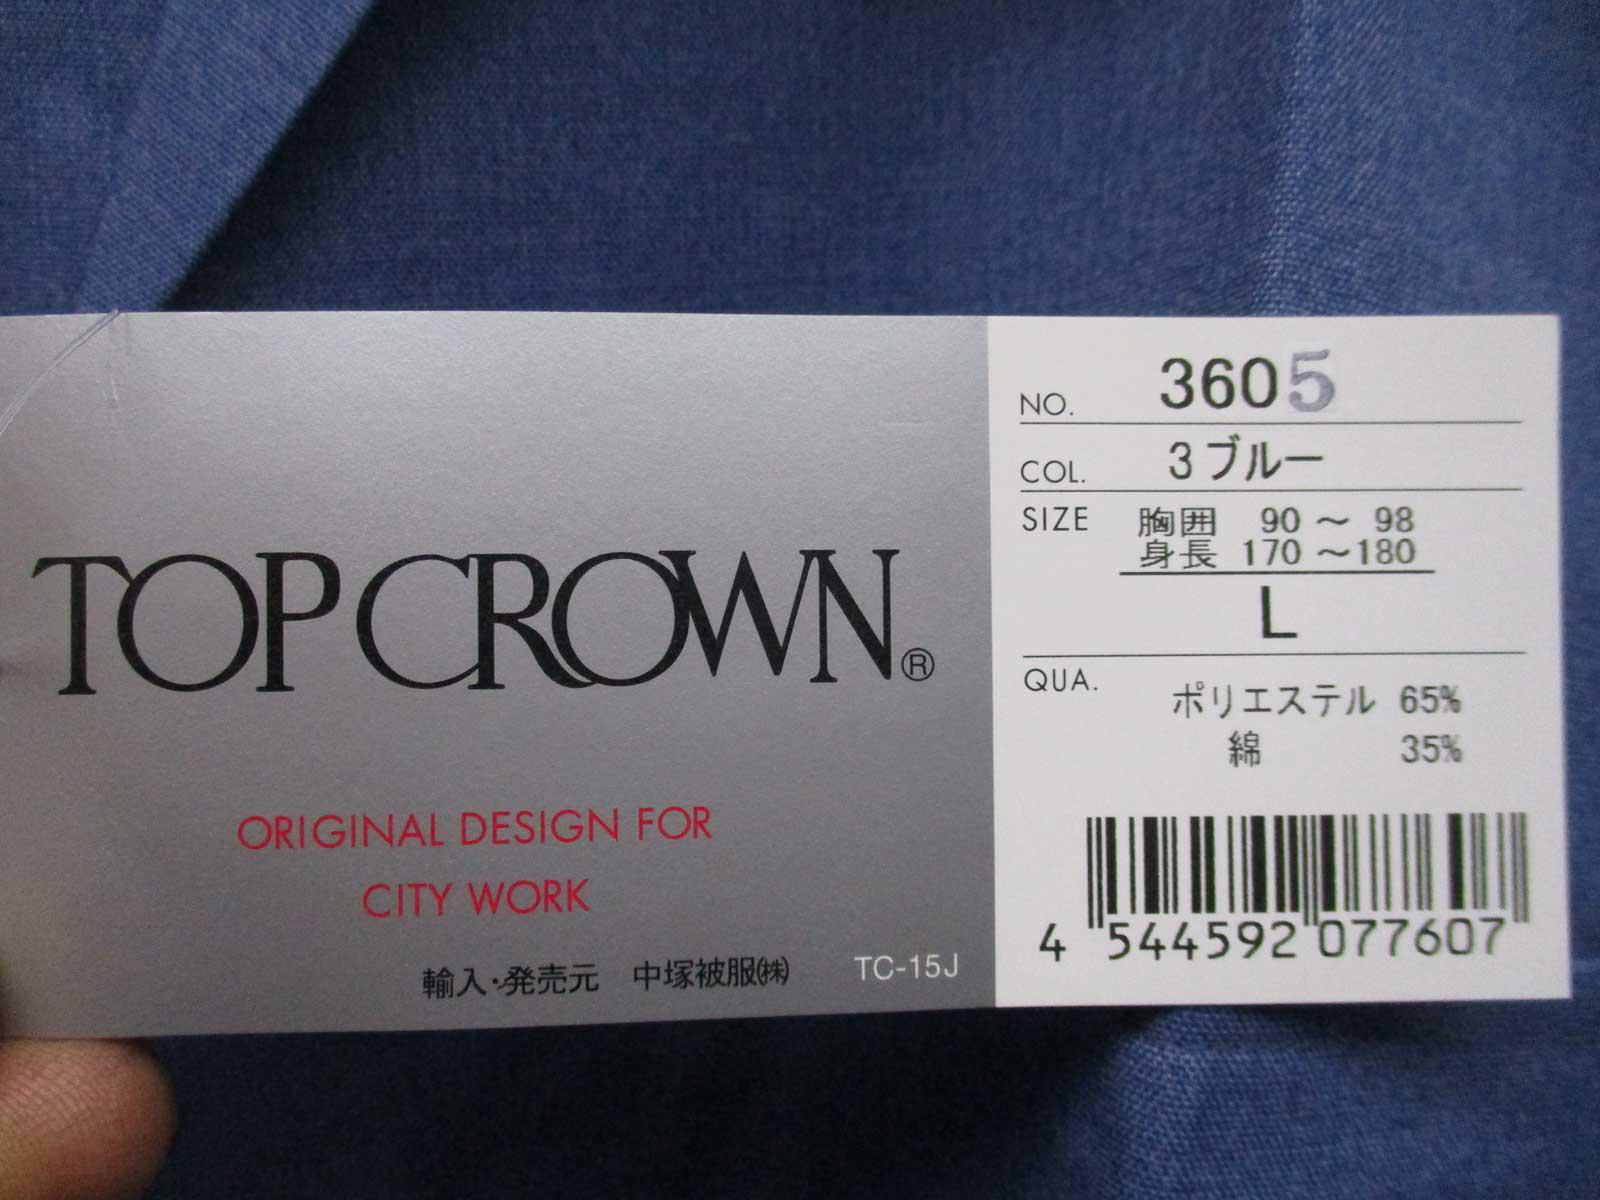 TOP CROWN®
ORIGINAL DESIGN FOR
CITY WORK
輸入・発売元 中塚被服㈱ TC-15J
NO. 3605
COL. 3ブルー
SIZE 胸囲 90 ～ 98
身長 170 ～180
L
QUA. ポリエステル 65%
綿 35%
4 544592 077607